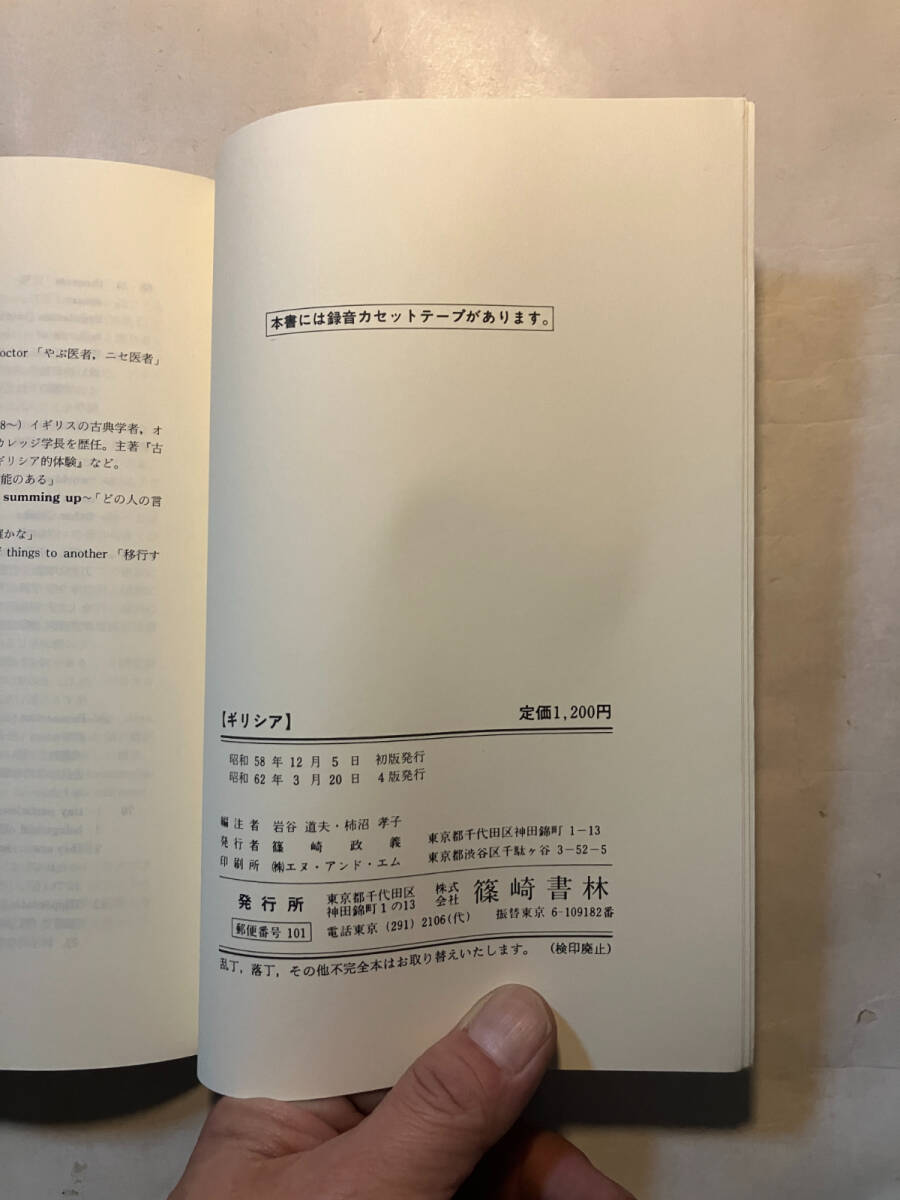 octor「やぶ医者，ニセ医者」
8〜）イギリスの古典学者，オ
カレッジ学長を歴任。主著『古
ギリシア的体験』など。
能のある」
summing up〜「どの人の言
かな」
things to another「移行す
本書には録音カセットテープがあります。
【ギリシア】 定価1,200円
昭和 58 年 12 月 5 日 初版発行
昭和 62 年 3 月 20 日 4版発行
編注者 岩谷 道夫・柿沼 孝子
発行者 篠崎政義 東京都千代田区神田錦町 1-13
印刷所 ㈱エヌ・アンド・エム 東京都渋谷区千駄ヶ谷 3-52-5
発行所 東京都千代田区神田錦町1の13 株式会社 篠崎書林
郵便番号 101 電話東京 (291) 2106(代) 振替東京 6-109182番
乱丁，落丁，その他不完全本はお取り替えいたします。 (検印廃止)